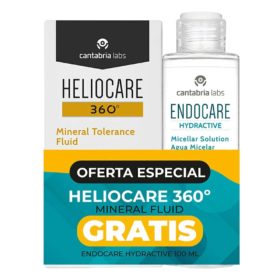 cantabria labs
HELIOCARE
360°
Mineral Tolerance
Fluid
cantabria labs
ENDOCARE
HYDRACTIVE
Micellar Solution
Agua Micelar
OFERTA ESPECIAL
HELIOCARE 360°
MINERAL FLUID
GRATIS
ENDOCARE HYDRACTIVE 100 ML